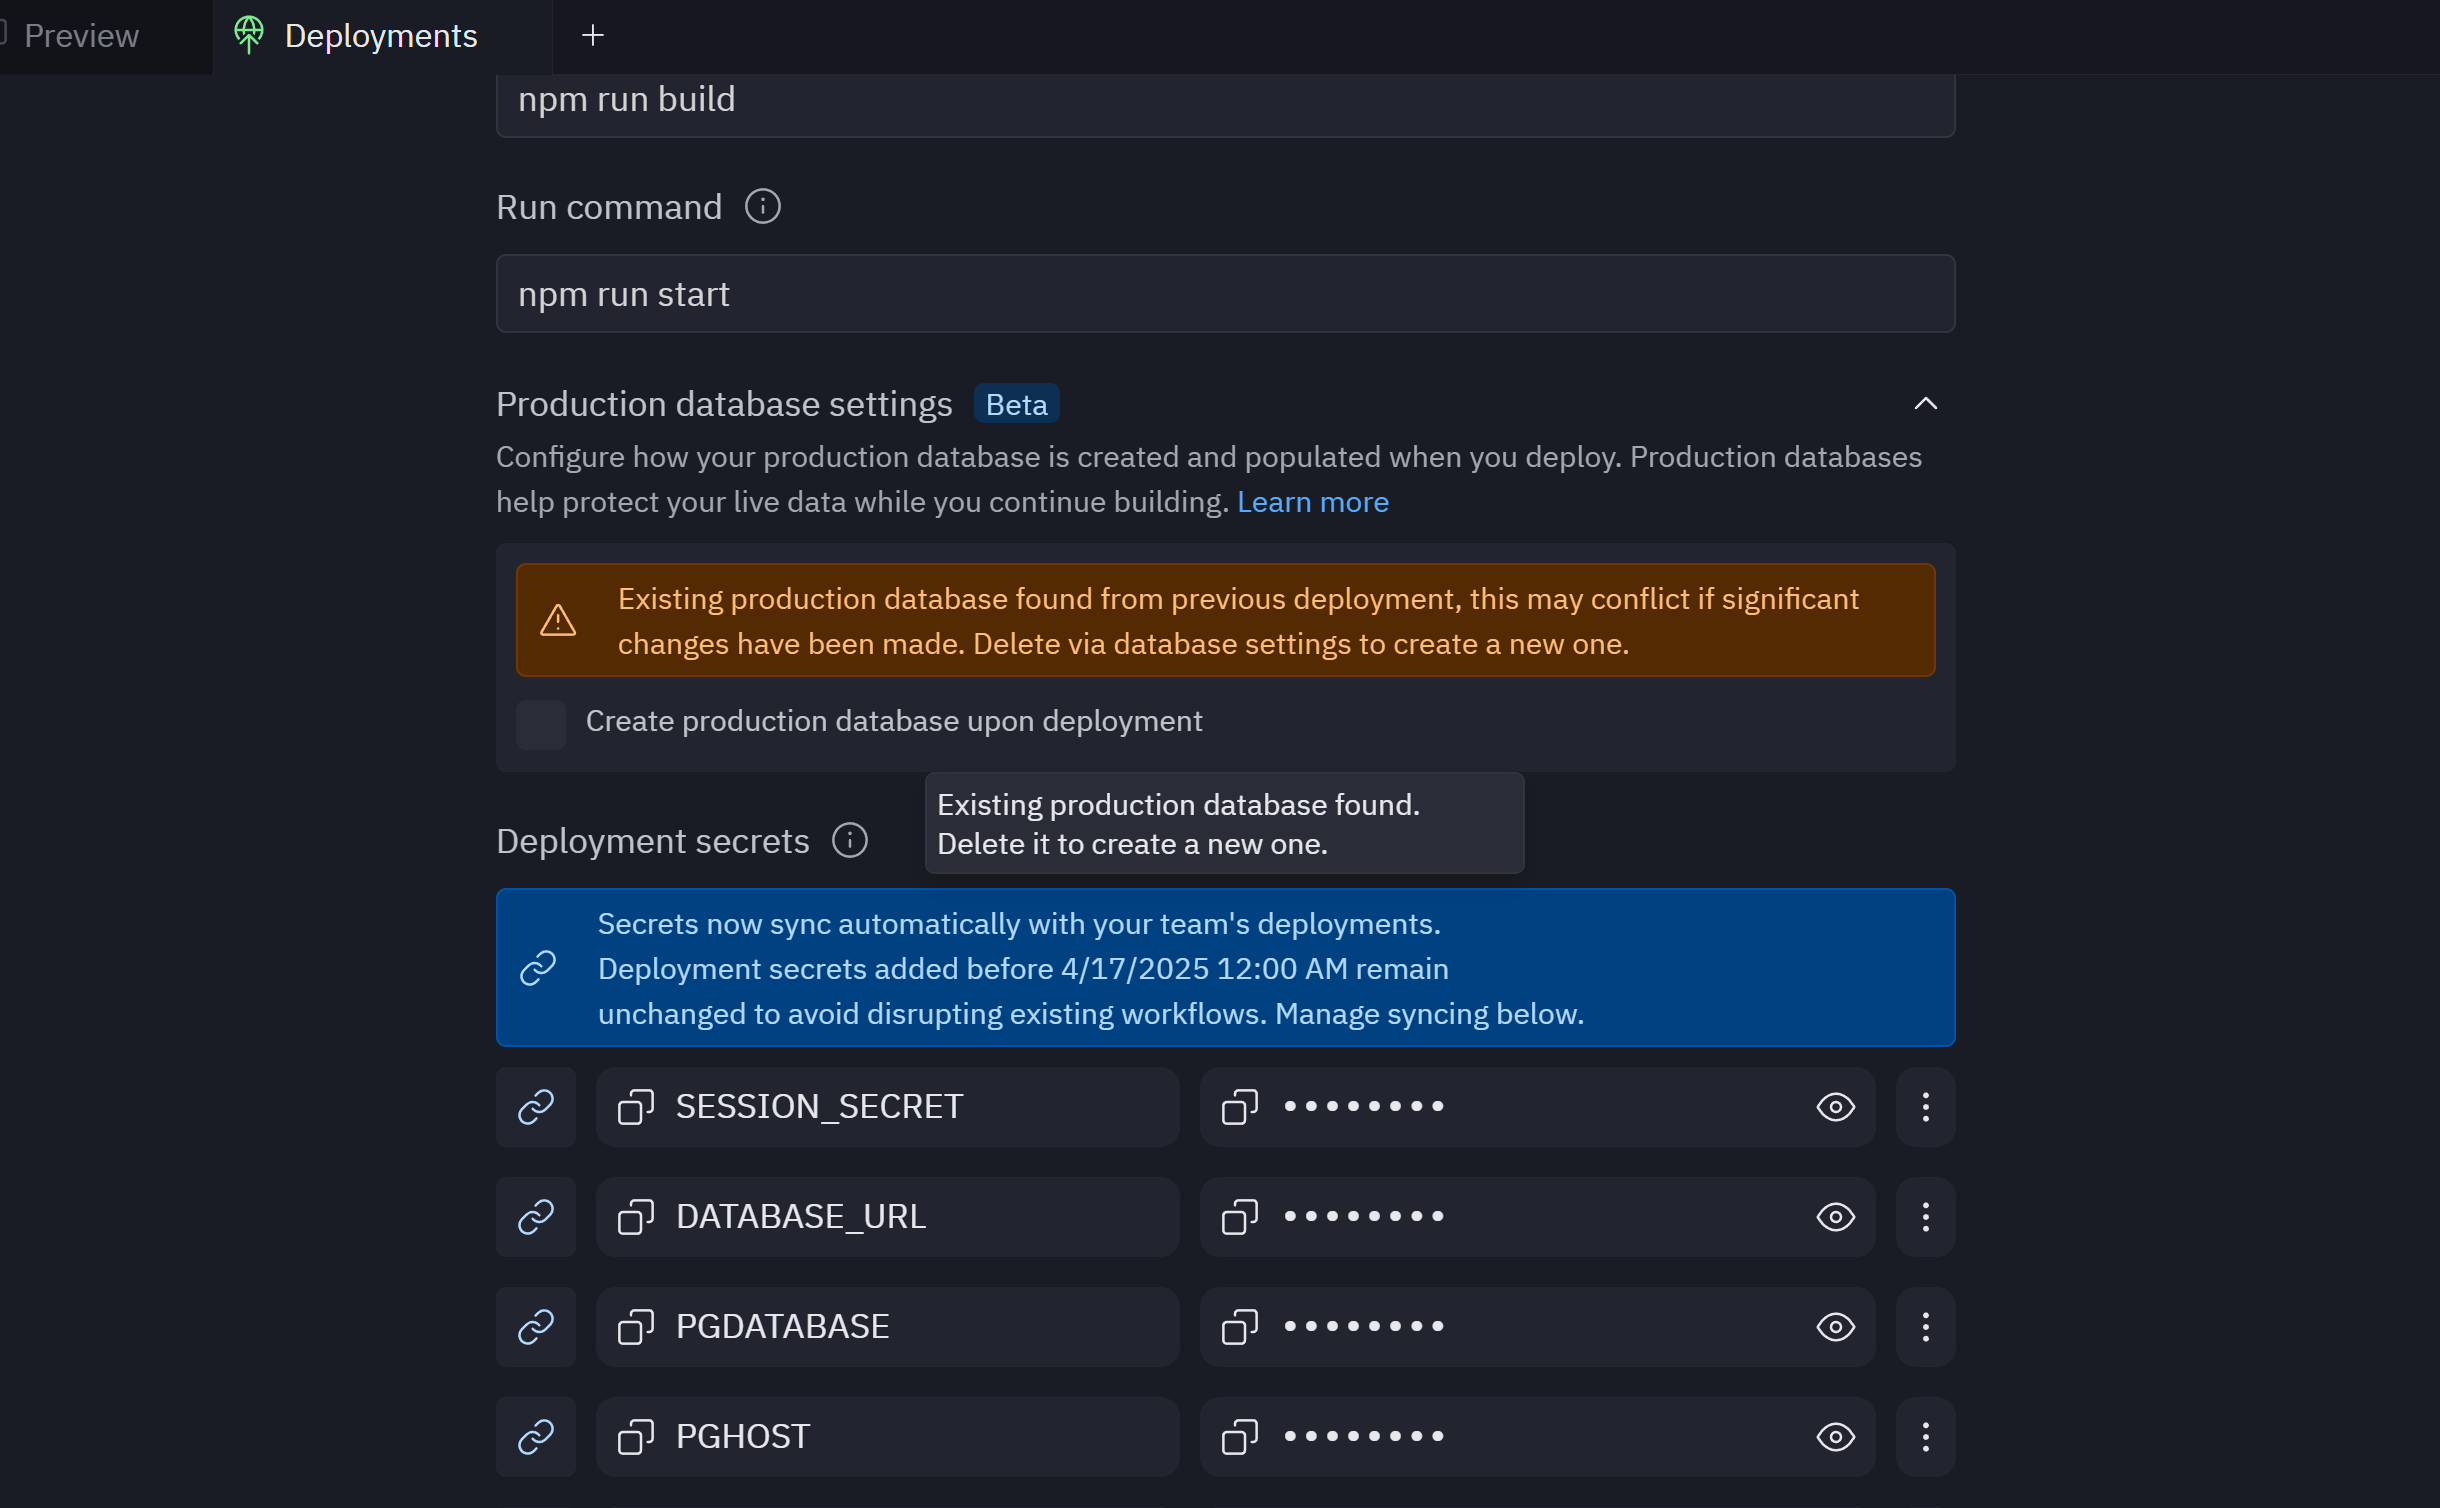 Preview
Deployments
npm run build
Run command
npm run start
Production database settings Beta
Configure how your production database is created and populated when you deploy. Production databases
help protect your live data while you continue building. Learn more
Existing production database found from previous deployment, this may conflict if significant
changes have been made. Delete via database settings to create a new one.
Create production database upon deployment
Existing production database found.
Delete it to create a new one.
Deployment secrets
Secrets now sync automatically with your team's deployments.
Deployment secrets added before 4/17/2025 12:00 AM remain
unchanged to avoid disrupting existing workflows. Manage syncing below.
SESSION_SECRET ••••••••
DATABASE_URL ••••••••
PGDATABASE ••••••••
PGHOST ••••••••